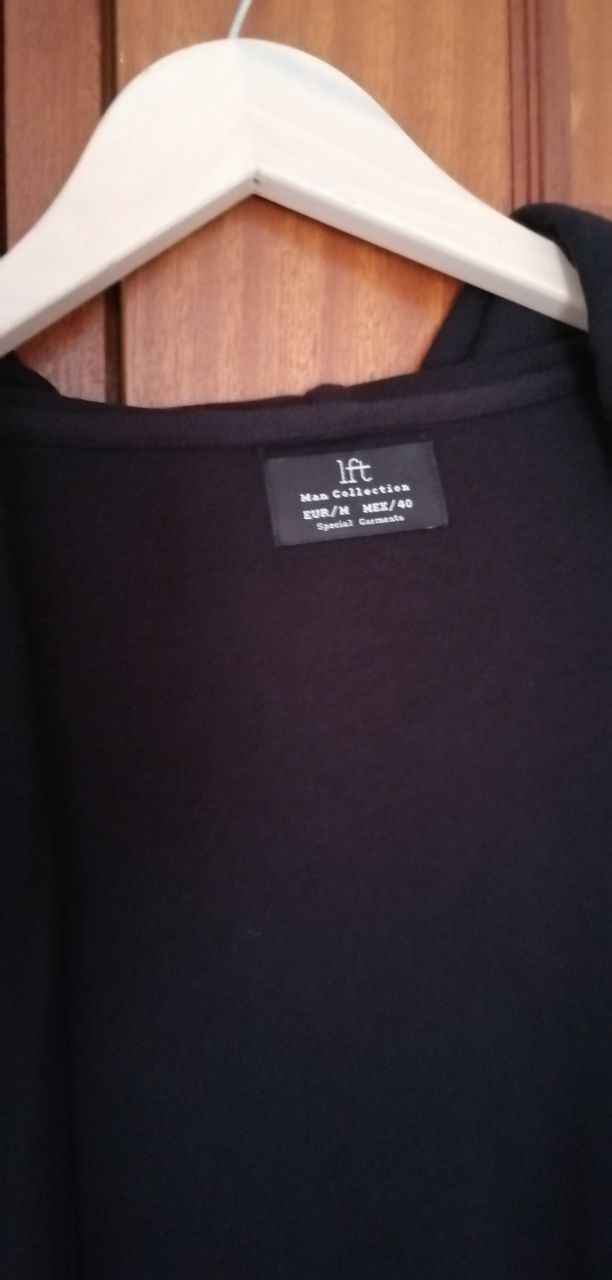 lft
Man Collection
EUR/M MEX/40
Special Garments